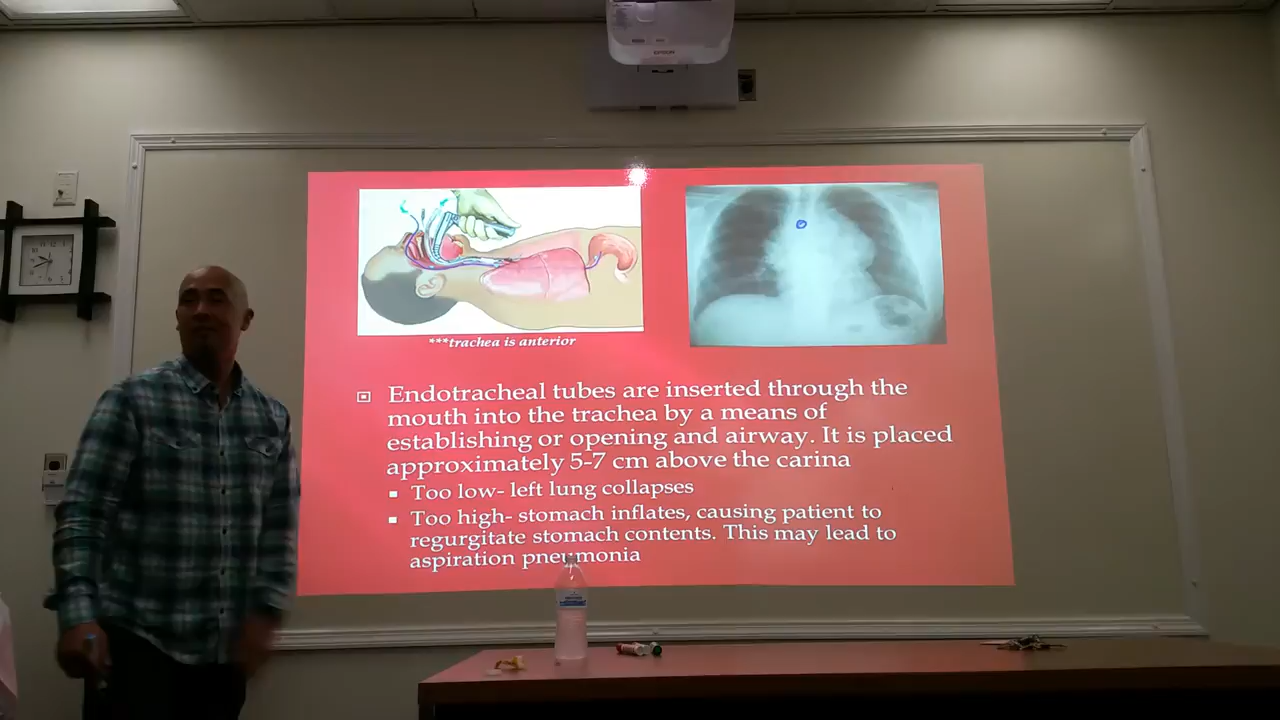 EPSON
***trachea is anterior
Endotracheal tubes are inserted through the
mouth into the trachea by a means of
establishing or opening and airway. It is placed
approximately 5-7 cm above the carina
Too low- left lung collapses
Too high- stomach inflates, causing patient to
regurgitate stomach contents. This may lead to
aspiration pneumonia